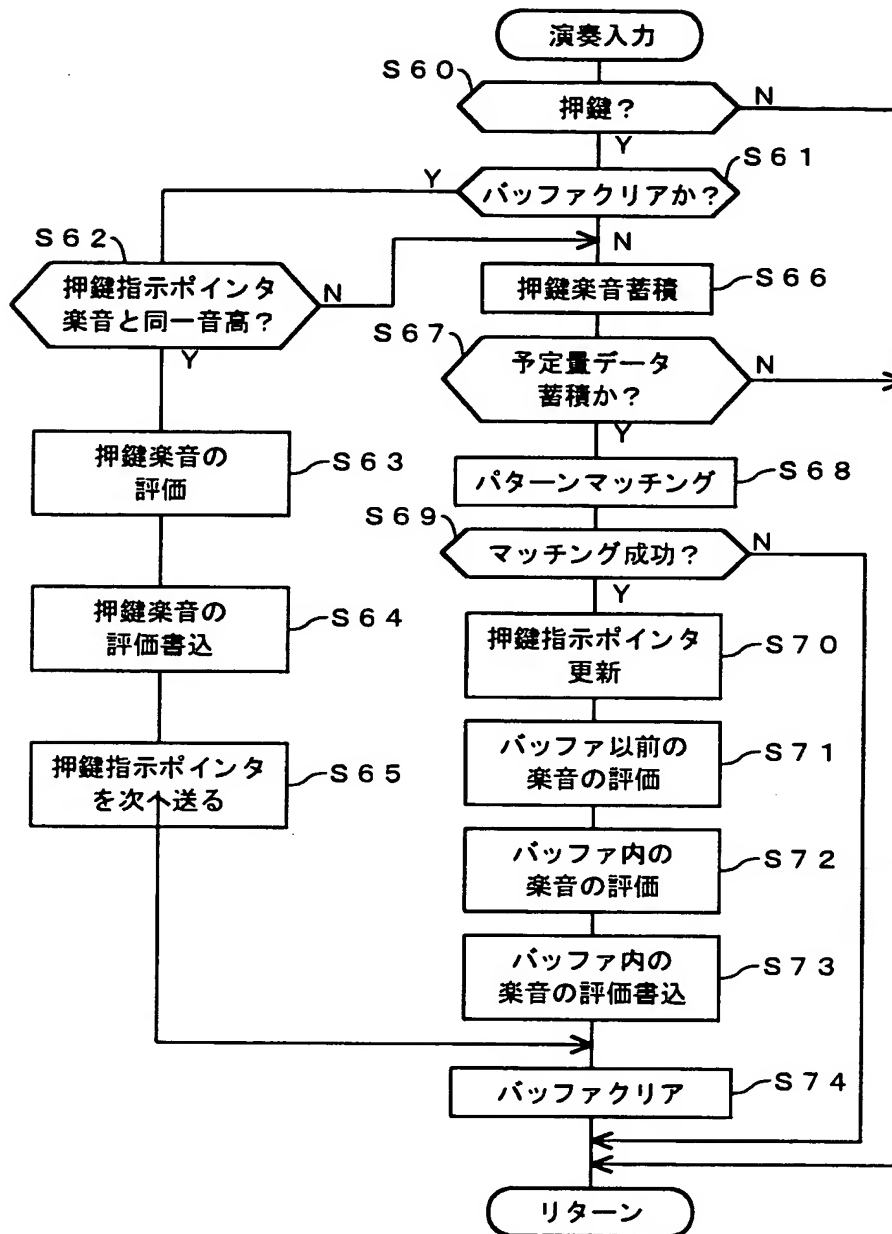 演奏入力
S60
押鍵?
N
Y
S61
Y
バッファクリアか?
N
S62
押鍵指示ポインタ
楽音と同一音高?
N
Y
押鍵楽音蓄積
S66
S67
予定量データ
蓄積か?
N
Y
押鍵楽音の
評価
S63
パターンマッチング
S68
S69
マッチング成功?
N
Y
押鍵楽音の
評価書込
S64
押鍵指示ポインタ
更新
S70
押鍵指示ポインタ
を次へ送る
S65
バッファ以前の
楽音の評価
S71
バッファ内の
楽音の評価
S72
バッファ内の
楽音の評価書込
S73
バッファクリア
S74
リターン